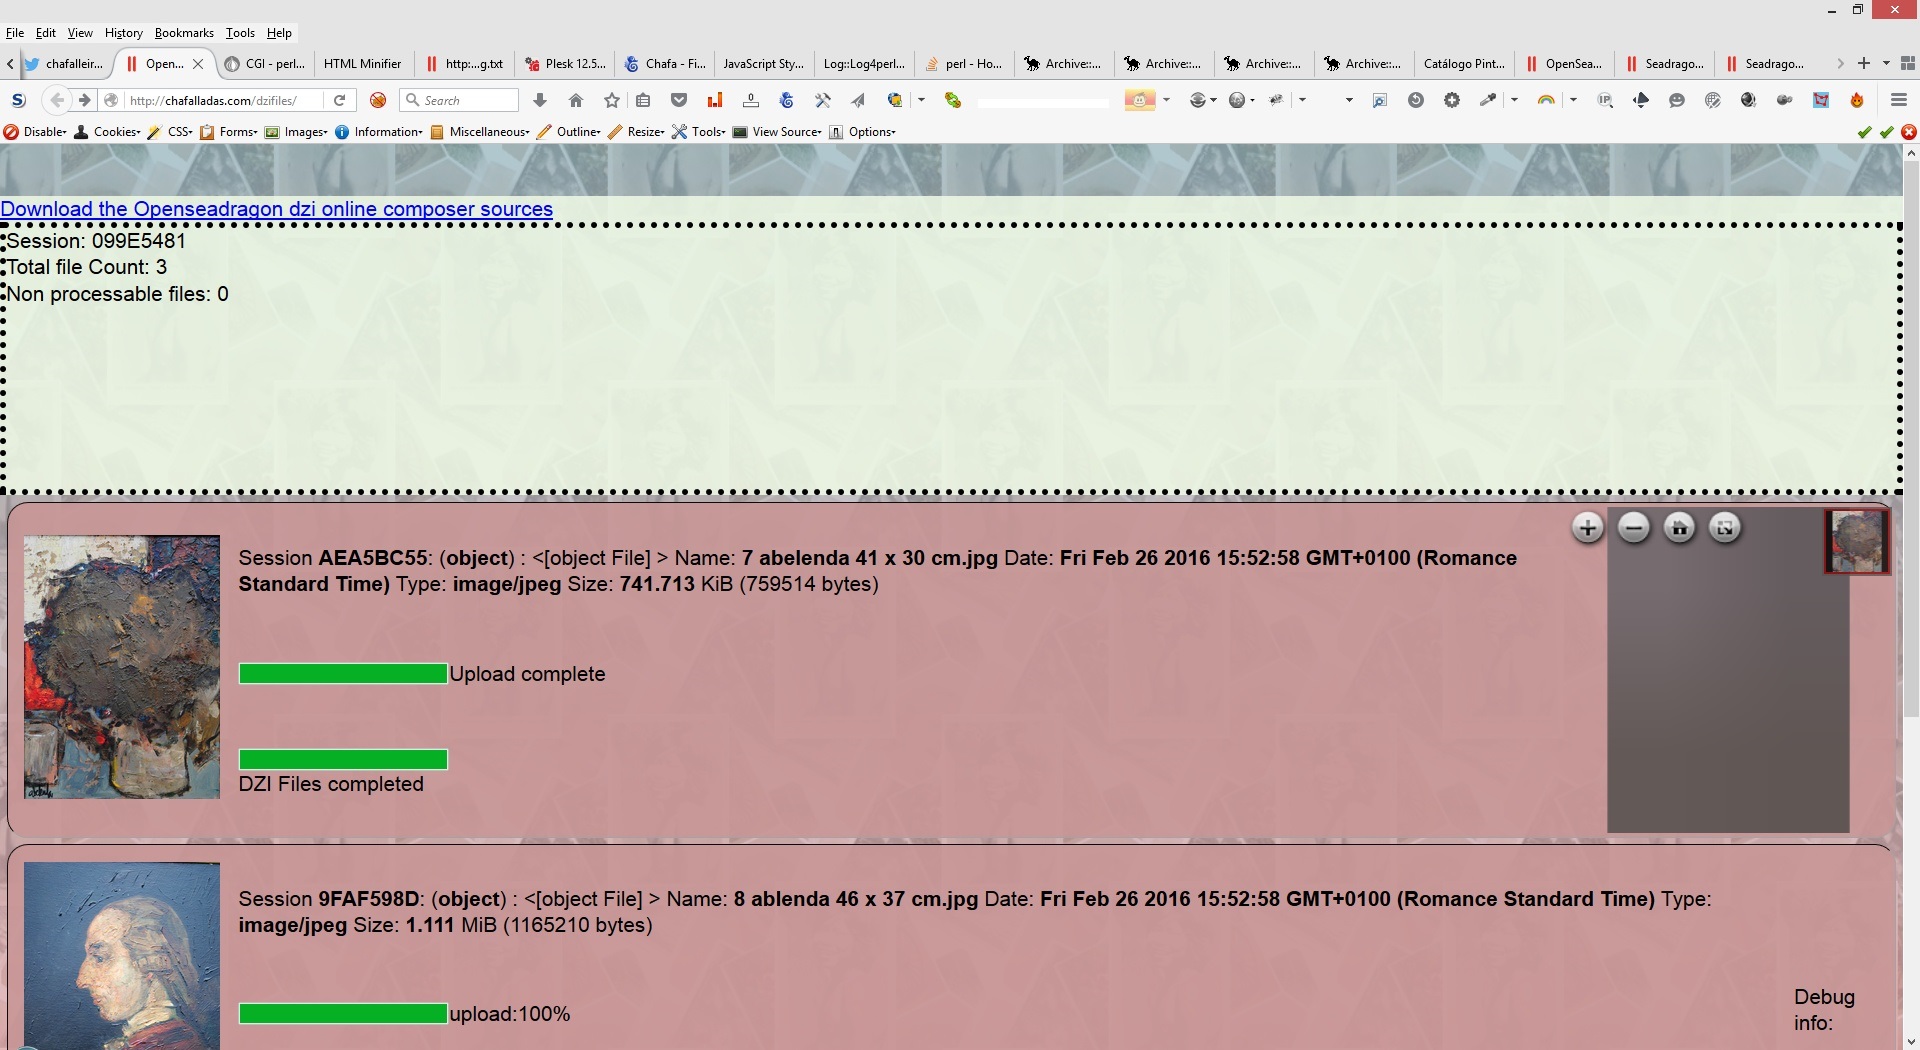 File Edit View History Bookmarks Tools Help
chafalleir... Open... CGI - perl... HTML Minifier http:...g.txt Plesk 12.5... Chafa - Fi... JavaScript Sty... Log::Log4perl... perl - Ho... Archive::... Archive::... Archive::... Archive::... Catálogo Pint... OpenSea... Seadrago... Seadrago...
http://chafalladas.com/dzifiles/ Search
Disable Cookies CSS Forms Images Information Miscellaneous Outline Resize Tools View Source Options
Download the Openseadragon dzi online composer sources
Session: 099E5481
Total file Count: 3
Non processable files: 0
Session AEA5BC55: (object) : <[object File] > Name: 7 abelenda 41 x 30 cm.jpg Date: Fri Feb 26 2016 15:52:58 GMT+0100 (Romance
Standard Time) Type: image/jpeg Size: 741.713 KiB (759514 bytes)
Upload complete
DZI Files completed
Session 9FAF598D: (object) : <[object File] > Name: 8 ablenda 46 x 37 cm.jpg Date: Fri Feb 26 2016 15:52:58 GMT+0100 (Romance Standard Time) Type:
image/jpeg Size: 1.111 MiB (1165210 bytes)
upload:100%
Debug
info: